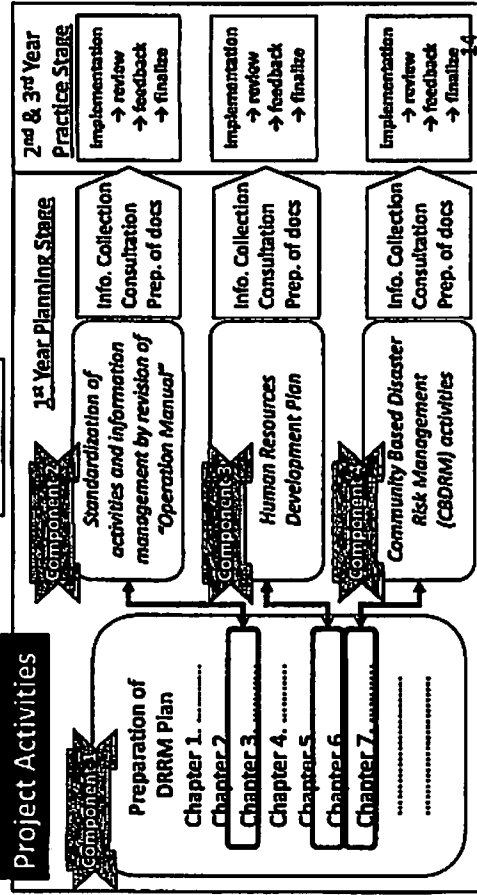 Project Activities
Component 1
Preparation of
DRRM Plan
Chapter 1. ............
Chapter 2
Chapter 3. ............
Chapter 4. ............
Chapter 5
Chapter 6
Chapter 7. ............
............................
............................
1st Year Planning Stage
2nd & 3rd Year
Practice Stage
Component 2
Standardization of
activities and information
management by revision of
"Operation Manual"
Info. Collection
Consultation
Prep. of docs
Implementation
→ review
→ feedback
→ finalize
Component 3
Human Resources
Development Plan
Info. Collection
Consultation
Prep. of docs
Implementation
→ review
→ feedback
→ finalize
Component 4
Community Based Disaster
Risk Management
(CBDRM) activities
Info. Collection
Consultation
Prep. of docs
Implementation
→ review
→ feedback
→ finalize
14